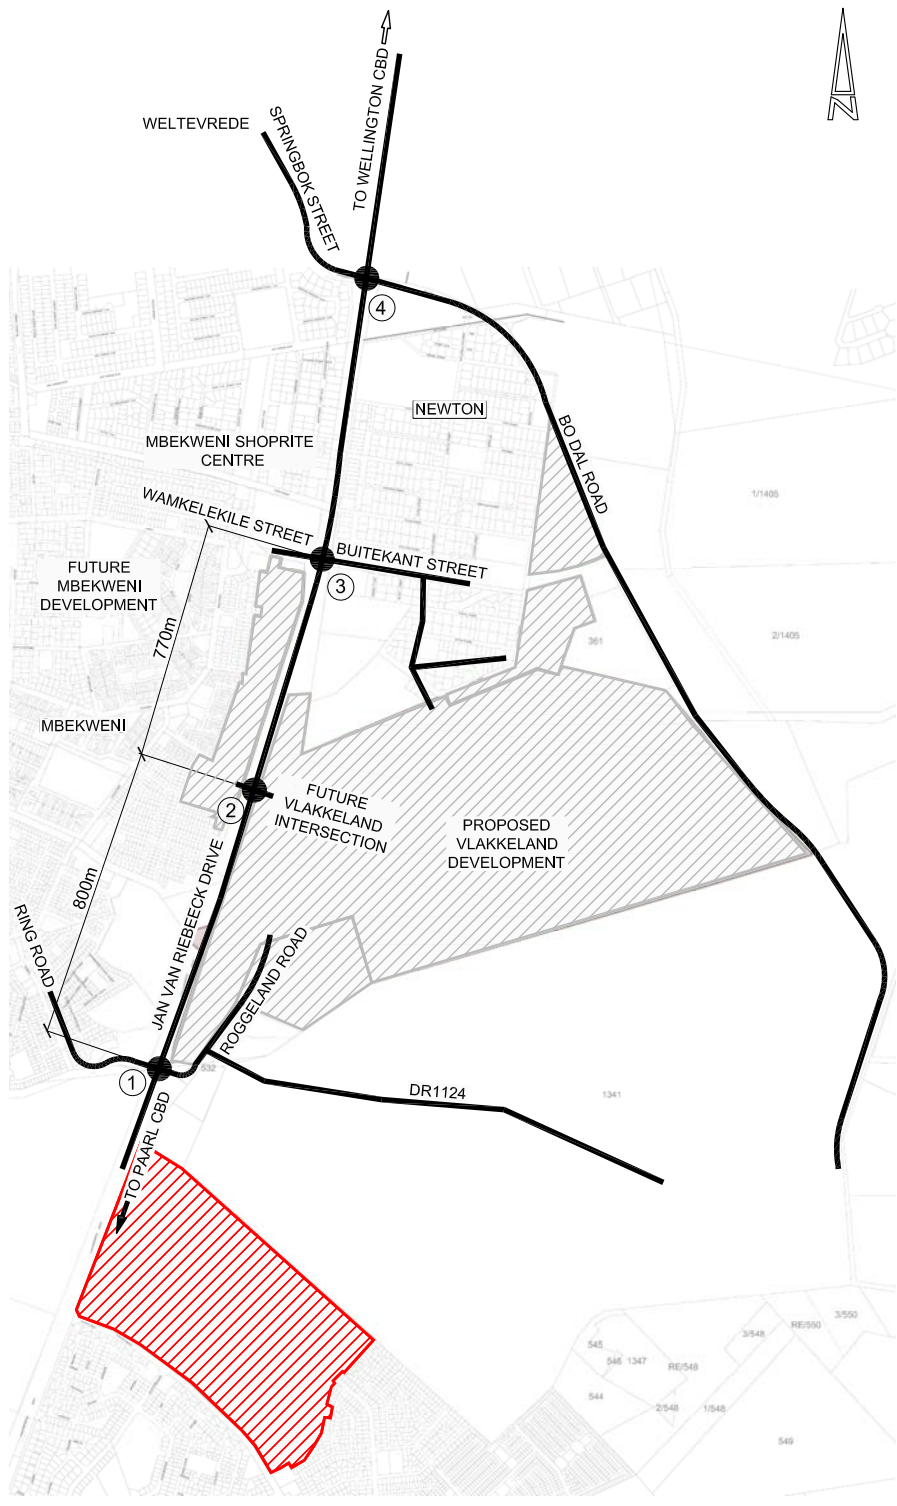 TO WELLINGTON CBD
N
WELTEVREDE
SPRINGBOK STREET
4
NEWTON
BO DAL ROAD
MBEKWENI SHOPRITE
CENTRE
1/1405
WAMKELEKILE STREET
BUITEKANT STREET
3
FUTURE
MBEKWENI
DEVELOPMENT
770m
361
2/1405
MBEKWENI
2
FUTURE
VLAKKELAND
INTERSECTION
PROPOSED
VLAKKELAND
DEVELOPMENT
800m
JAN VAN RIEBEECK DRIVE
RING ROAD
ROGGELAND ROAD
532
1
DR1124
1341
TO PAARL CBD
3/550
RE/550
3/548
545
546
1347
RE/548
544
2/548
1/548
549